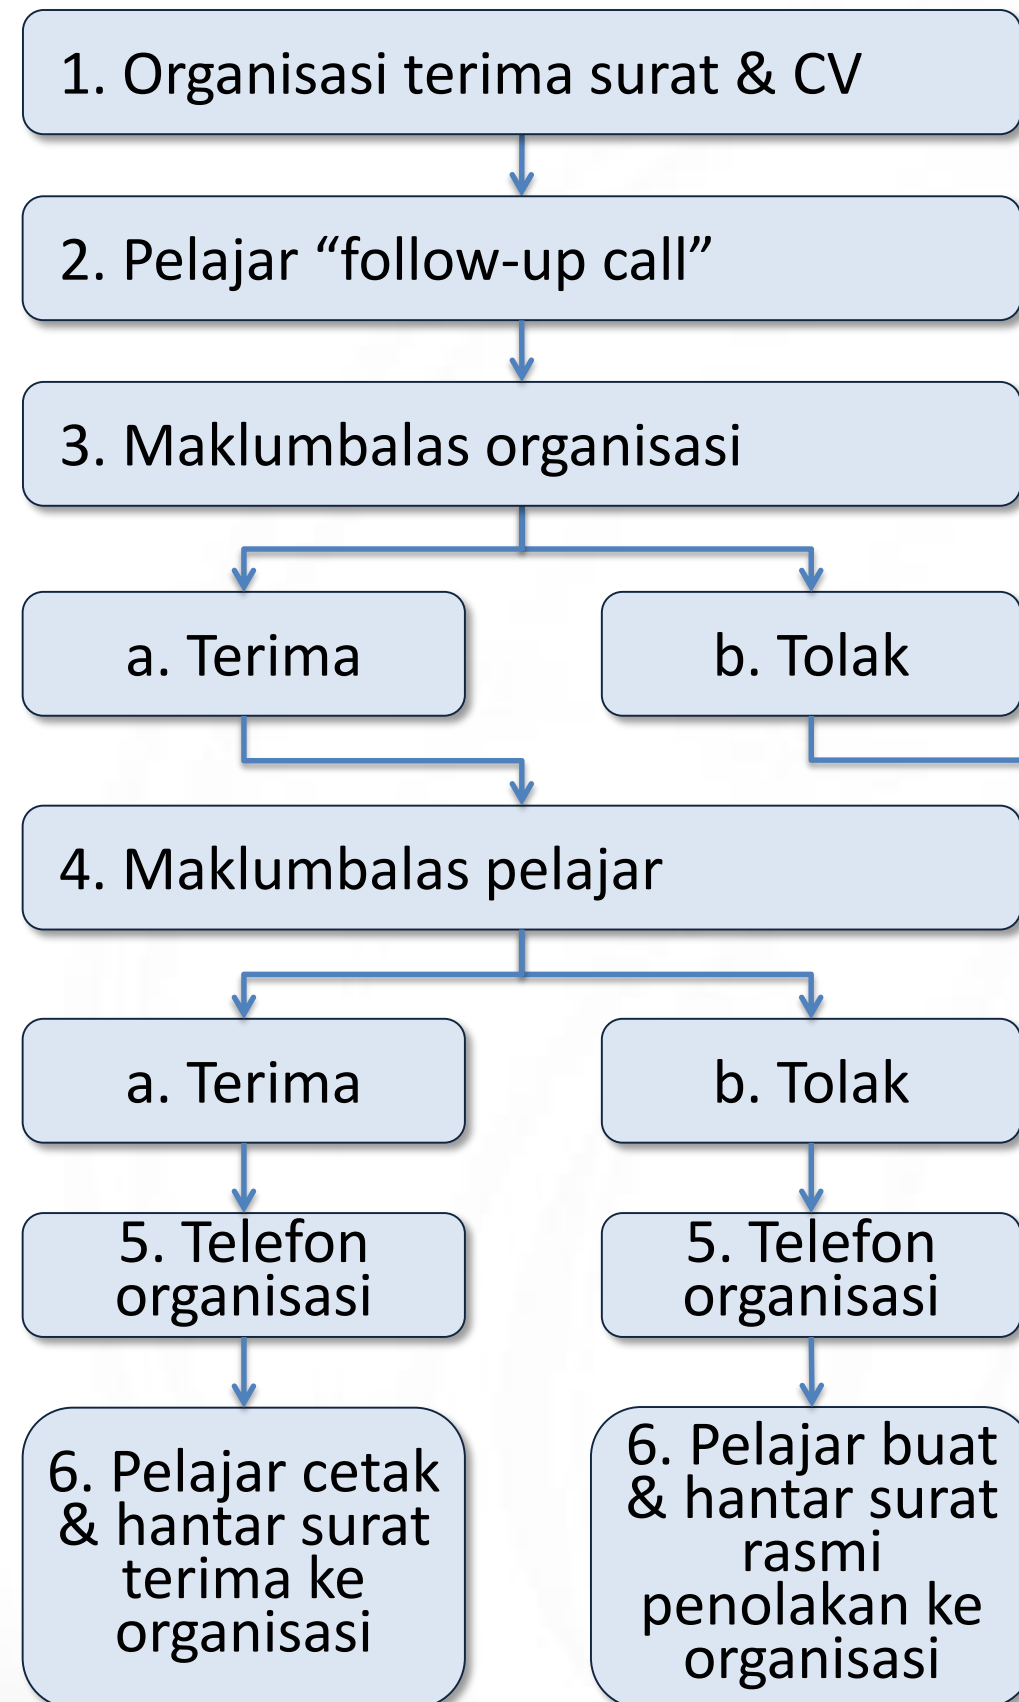 1. Organisasi terima surat & CV
2. Pelajar “follow-up call”
3. Maklumbalas organisasi
a. Terima
b. Tolak
4. Maklumbalas pelajar
a. Terima
b. Tolak
5. Telefon
organisasi
5. Telefon
organisasi
6. Pelajar cetak
& hantar surat
terima ke
organisasi
6. Pelajar buat
& hantar surat
rasmi
penolakan ke
organisasi